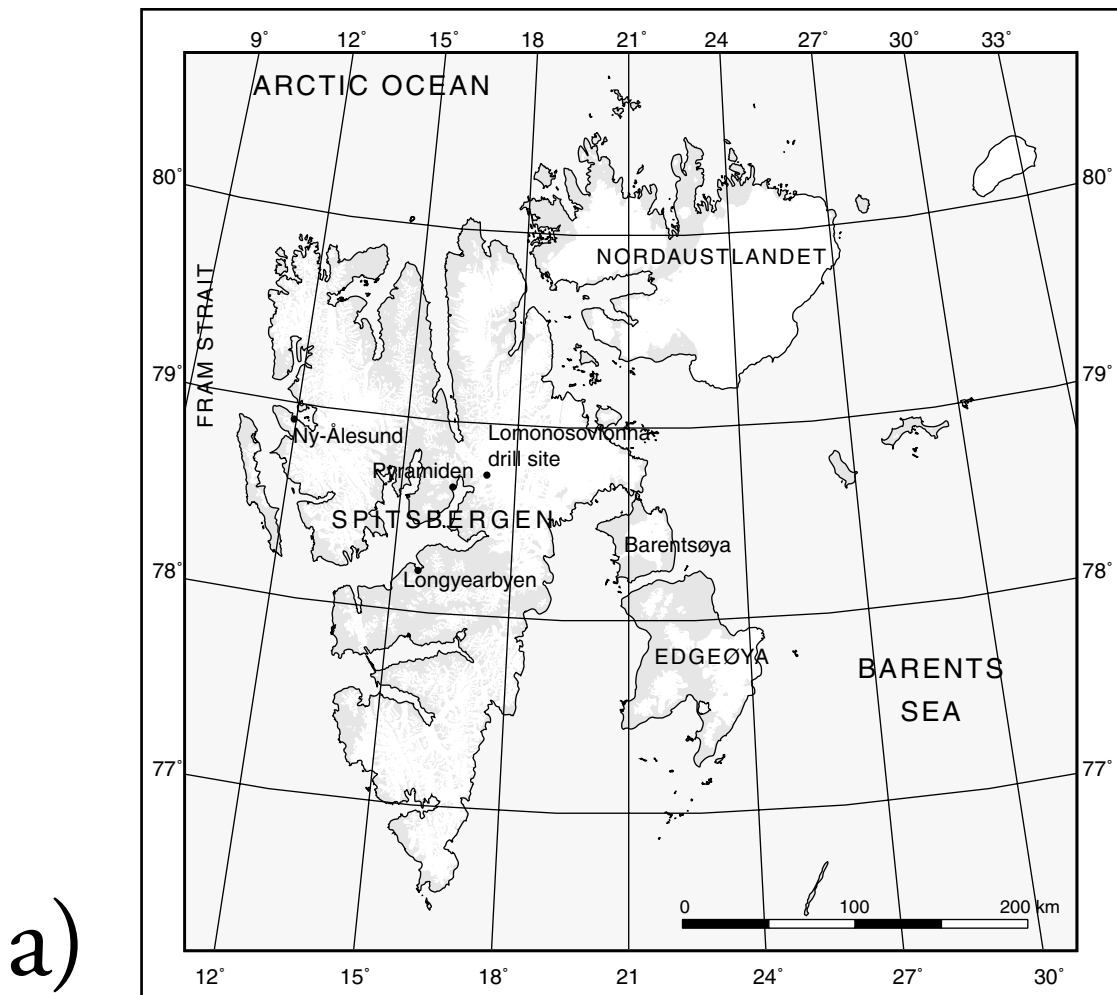 9° 12° 15° 18 21° 24 27° 30° 33°
ARCTIC OCEAN
80° 80°
NORDAUSTLANDET
FRAM STRAIT
79° 79°
Ny-Ålesund
Lomonosovfonna
drill site
Pyramiden
SPITSBERGEN
Barentsøya
78° 78°
Longyearbyen
EDGEØYA
BARENTS
SEA
77° 77°
0 100 200 km
a)
12° 15° 18 21 24° 27° 30°